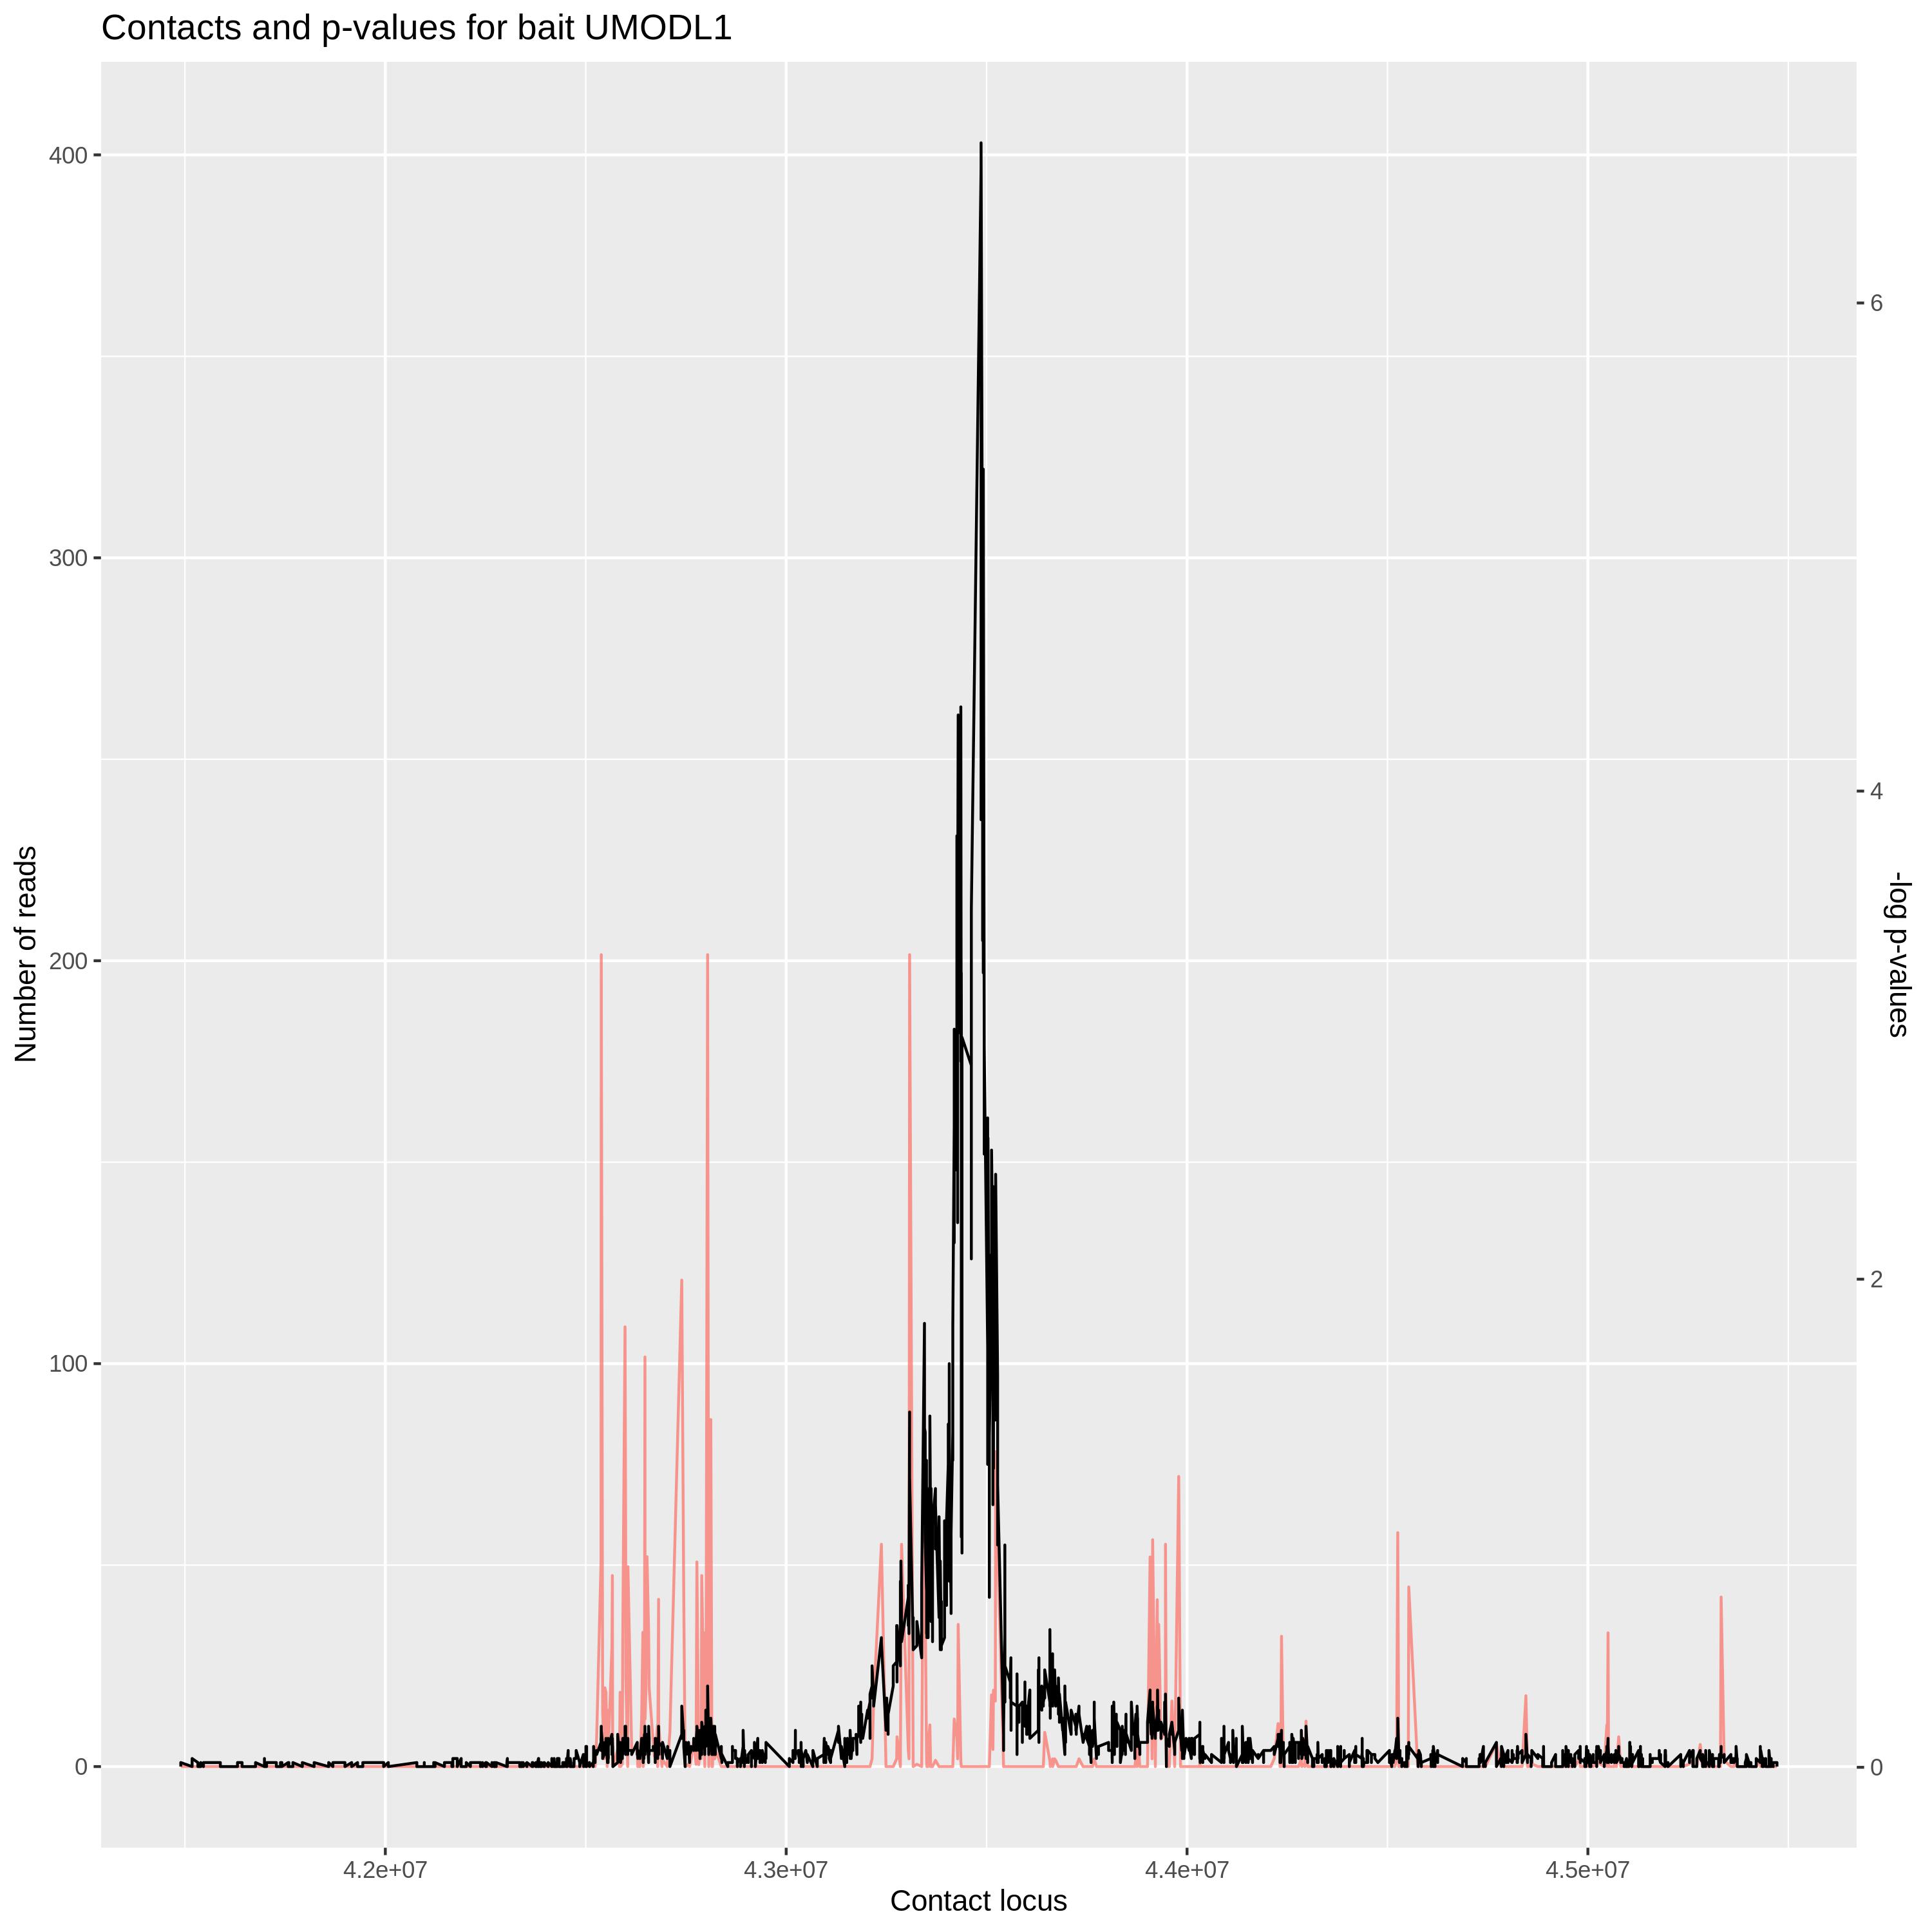 Contacts and p-values for bait UMODL1
Number of reads
400
300
200
100
0
6
4
2
0
-log p-values
4.2e+07
4.3e+07
4.4e+07
4.5e+07
Contact locus